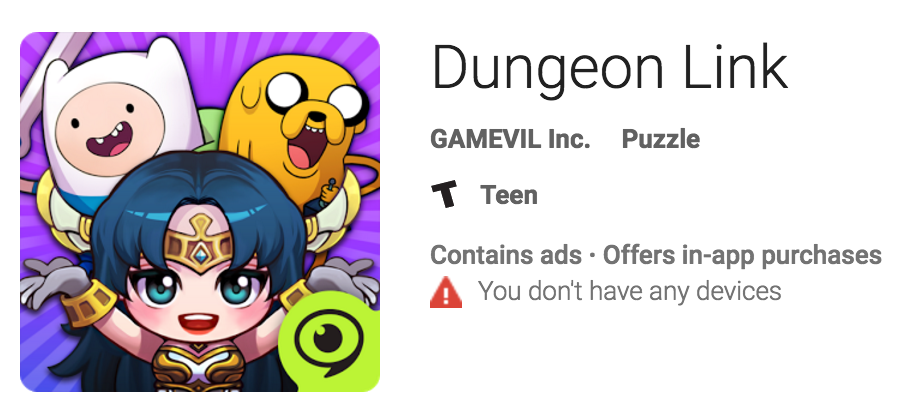 Dungeon Link
GAMEVIL Inc. Puzzle
T Teen
Contains ads · Offers in-app purchases
! You don't have any devices